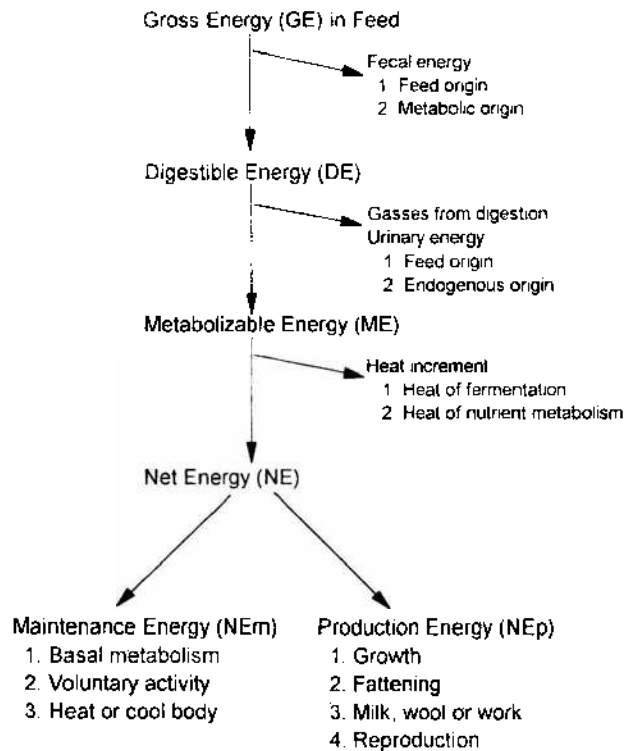 Gross Energy (GE) in Feed
Fecal energy
1 Feed origin
2 Metabolic origin
Digestible Energy (DE)
Gasses from digestion
Urinary energy
1 Feed origin
2 Endogenous origin
Metabolizable Energy (ME)
Heat increment
1 Heat of fermentation
2 Heat of nutrient metabolism
Net Energy (NE)
Maintenance Energy (NEm)
1. Basal metabolism
2. Voluntary activity
3. Heat or cool body
Production Energy (NEp)
1. Growth
2. Fattening
3. Milk, wool or work
4. Reproduction